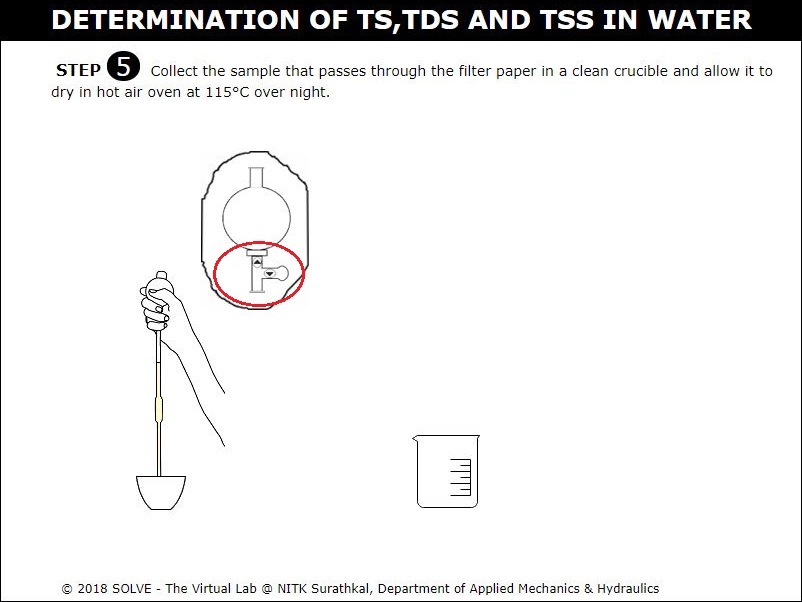 DETERMINATION OF TS,TDS AND TSS IN WATER
STEP 5 Collect the sample that passes through the filter paper in a clean crucible and allow it to
dry in hot air oven at 115°C over night.
© 2018 SOLVE - The Virtual Lab @ NITK Surathkal, Department of Applied Mechanics & Hydraulics